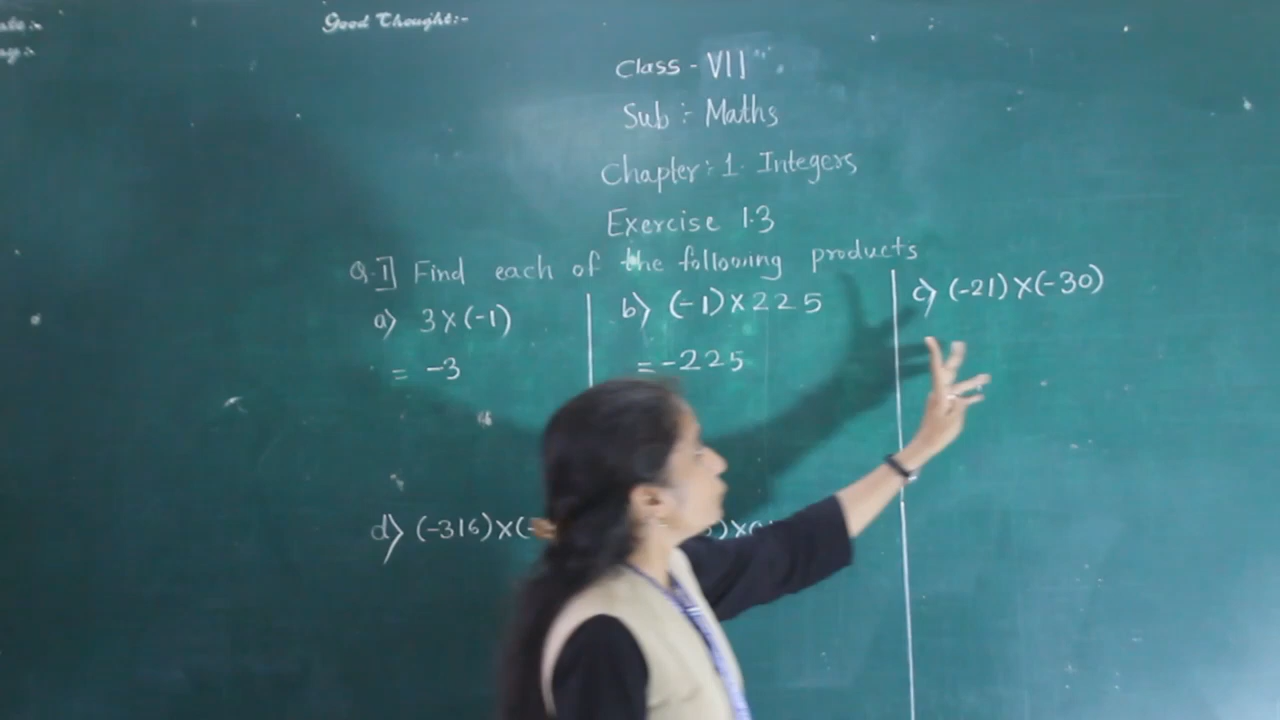 Good Thought:-
Class - VII
Sub :- Maths
Chapter : 1. Integers
Exercise 1.3
Q.1] Find each of the following products
a) 3×(-1)
= -3
b) (-1)×225
= -225
c) (-21)×(-30)
d) (-316)×(-